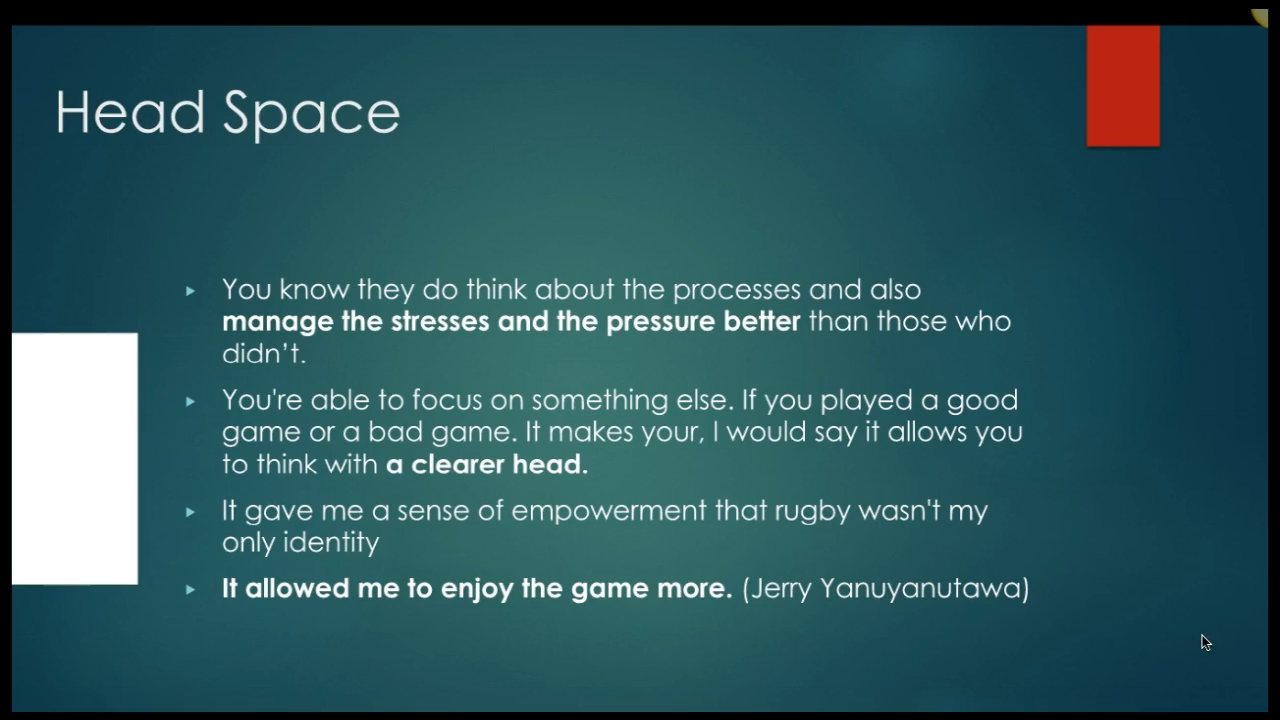 Head Space
You know they do think about the processes and also
manage the stresses and the pressure better than those who
didn't.
You're able to focus on something else. If you played a good
game or a bad game. It makes your, I would say it allows you
to think with a clearer head.
It gave me a sense of empowerment that rugby wasn't my
only identity
It allowed me to enjoy the game more. (Jerry Yanuyanutawa)